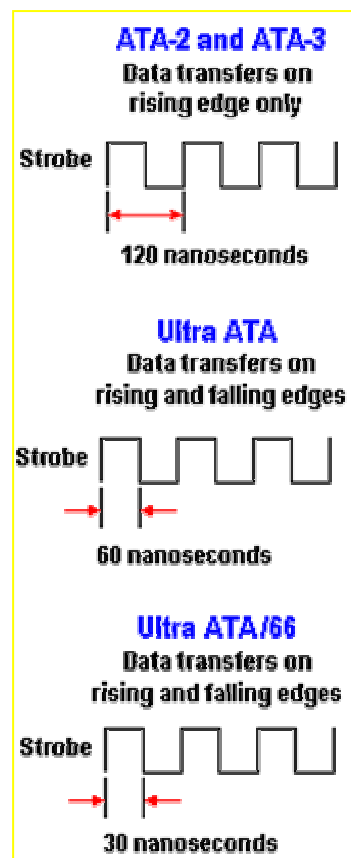 ATA-2 and ATA-3
Data transfers on
rising edge only
Strobe
120 nanoseconds
Ultra ATA
Data transfers on
rising and falling edges
Strobe
60 nanoseconds
Ultra ATA/66
Data transfers on
rising and falling edges
Strobe
30 nanoseconds